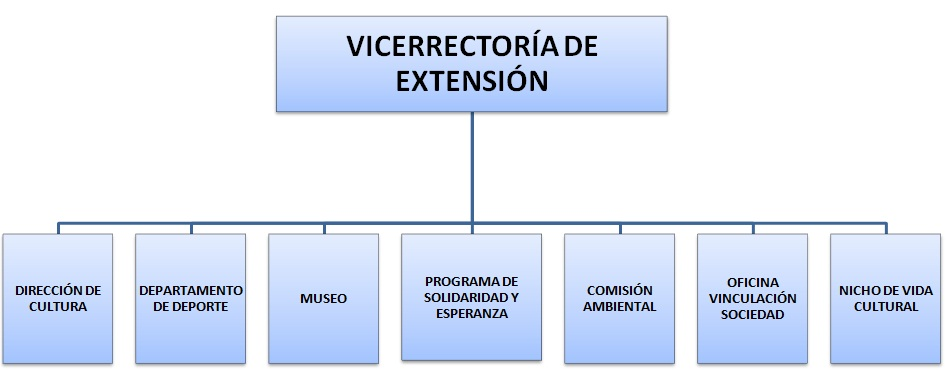 VICERRECTORÍA DE
EXTENSIÓN
DIRECCIÓN DE
CULTURA
DEPARTAMENTO
DE DEPORTE
MUSEO
PROGRAMA DE
SOLIDARIDAD Y
ESPERANZA
COMISIÓN
AMBIENTAL
OFICINA
VINCULACIÓN
SOCIEDAD
NICHO DE VIDA
CULTURAL